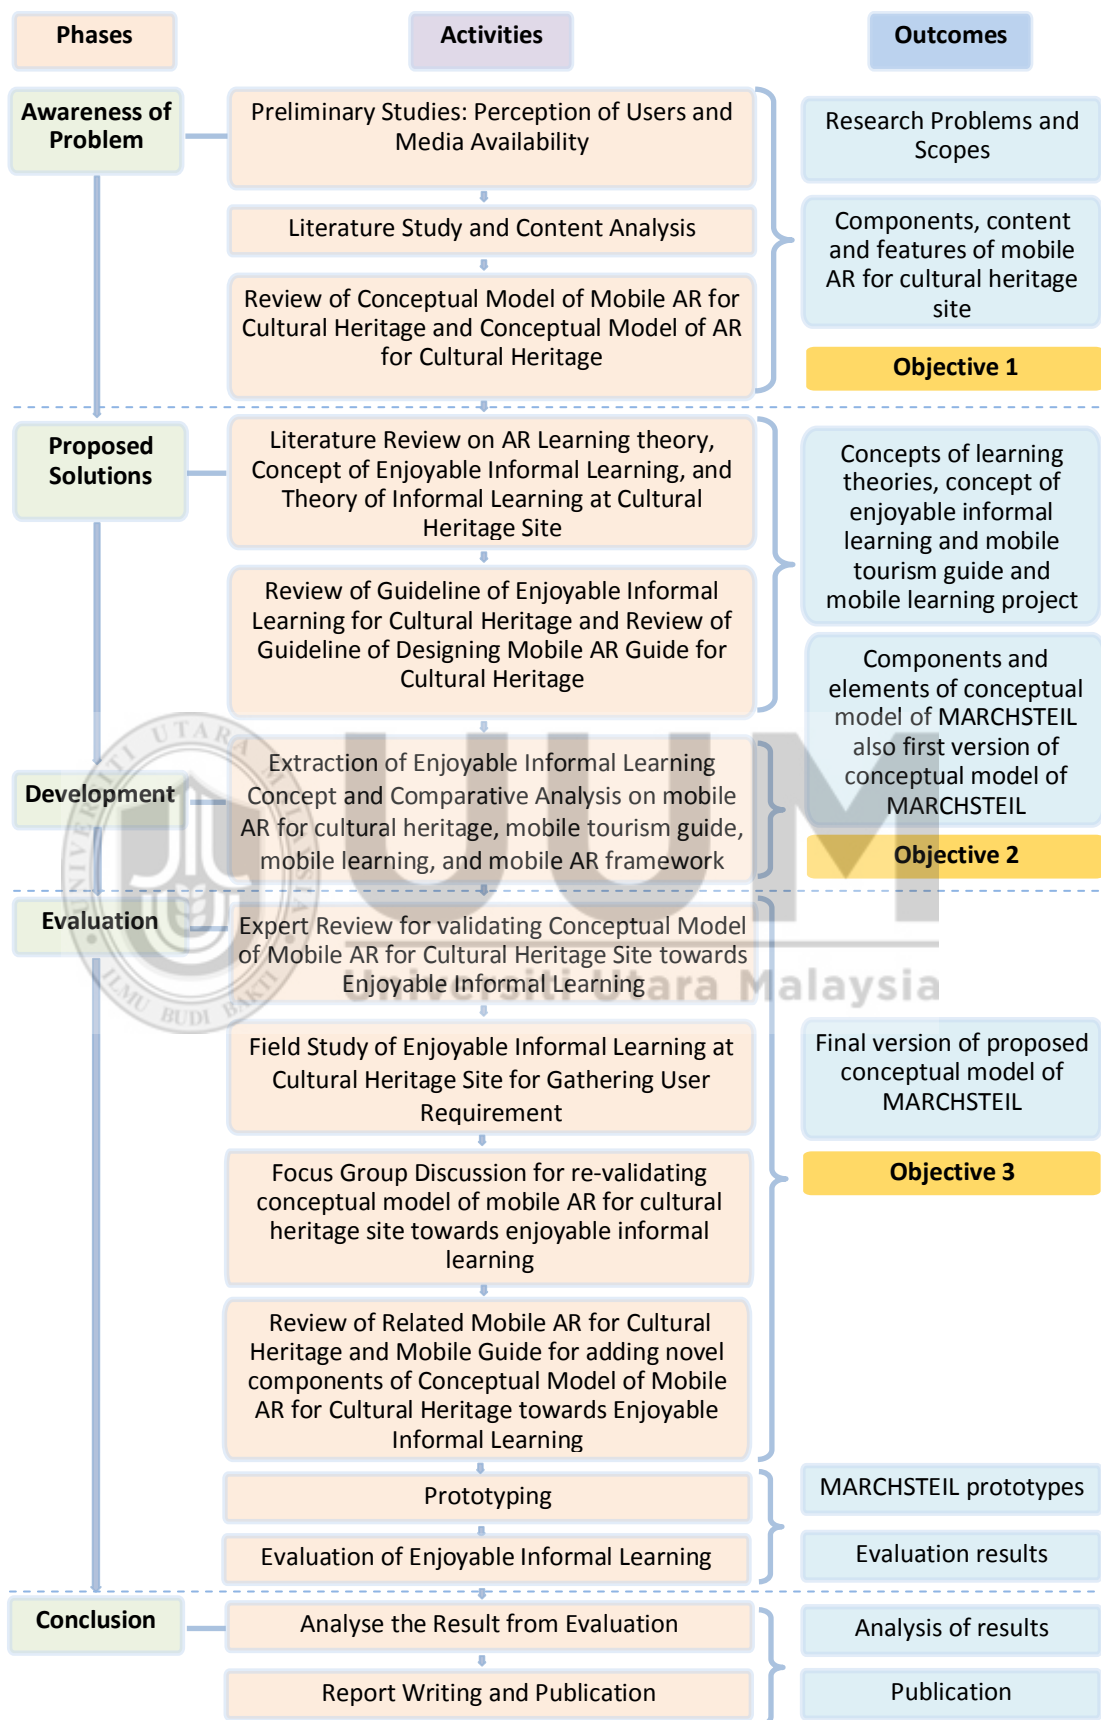 Phases
Activities
Outcomes
Awareness of
Problem
Preliminary Studies: Perception of Users and
Media Availability
Literature Study and Content Analysis
Review of Conceptual Model of Mobile AR for
Cultural Heritage and Conceptual Model of AR
for Cultural Heritage
Research Problems and
Scopes
Components, content
and features of mobile
AR for cultural heritage
site
Objective 1
Proposed
Solutions
Literature Review on AR Learning theory,
Concept of Enjoyable Informal Learning, and
Theory of Informal Learning at Cultural
Heritage Site
Review of Guideline of Enjoyable Informal
Learning for Cultural Heritage and Review of
Guideline of Designing Mobile AR Guide for
Cultural Heritage
Concepts of learning
theories, concept of
enjoyable informal
learning and mobile
tourism guide and
mobile learning project
Development
Extraction of Enjoyable Informal Learning
Concept and Comparative Analysis on mobile
AR for cultural heritage, mobile tourism guide,
mobile learning, and mobile AR framework
Components and
elements of conceptual
model of MARCHSTEIL
also first version of
conceptual model of
MARCHSTEIL
Objective 2
Evaluation
Expert Review for validating Conceptual Model
of Mobile AR for Cultural Heritage Site towards
Enjoyable Informal Learning
Field Study of Enjoyable Informal Learning at
Cultural Heritage Site for Gathering User
Requirement
Focus Group Discussion for re-validating
conceptual model of mobile AR for cultural
heritage site towards enjoyable informal
learning
Review of Related Mobile AR for Cultural
Heritage and Mobile Guide for adding novel
components of Conceptual Model of Mobile
AR for Cultural Heritage towards Enjoyable
Informal Learning
Final version of proposed
conceptual model of
MARCHSTEIL
Objective 3
Prototyping
Evaluation of Enjoyable Informal Learning
MARCHSTEIL prototypes
Evaluation results
Conclusion
Analyse the Result from Evaluation
Report Writing and Publication
Analysis of results
Publication
UUM
Universiti Utara Malaysia
UNIVERSITI UTARA MALAYSIA
ILMU BUDI BAKTI